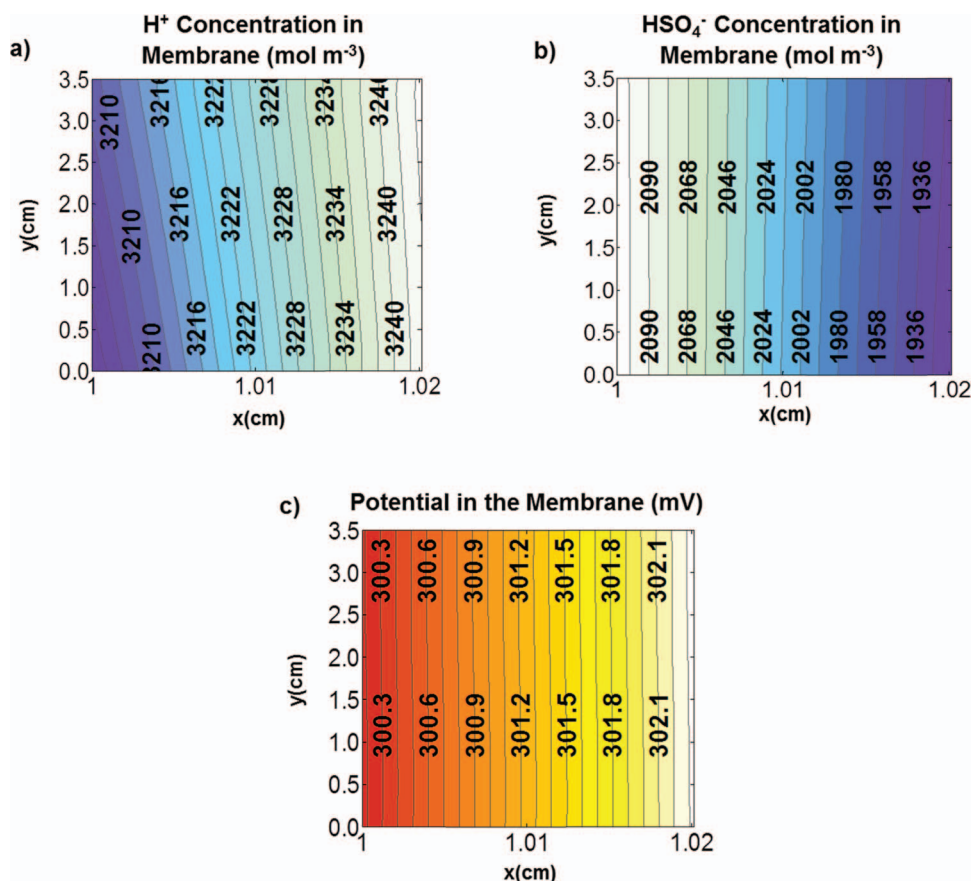 a)
H⁺ Concentration in
Membrane (mol m⁻³)
3.5
3.0
2.5
2.0
1.5
1.0
0.5
0.0
y(cm)
3210 3216 3222 3228 3234 3240
3210 3216 3222 3228 3234 3240
3210 3216 3222 3228 3234 3240
1 1.01 1.02
x(cm)
b)
HSO₄⁻ Concentration in
Membrane (mol m⁻³)
3.5
3.0
2.5
2.0
1.5
1.0
0.5
0.0
y(cm)
2090 2068 2046 2024 2002 1980 1958 1936
2090 2068 2046 2024 2002 1980 1958 1936
1 1.01 1.02
x(cm)
c)
Potential in the Membrane (mV)
3.5
3.0
2.5
2.0
1.5
1.0
0.5
0.0
y(cm)
300.3 300.6 300.9 301.2 301.5 301.8 302.1
300.3 300.6 300.9 301.2 301.5 301.8 302.1
1 1.01 1.02
x(cm)